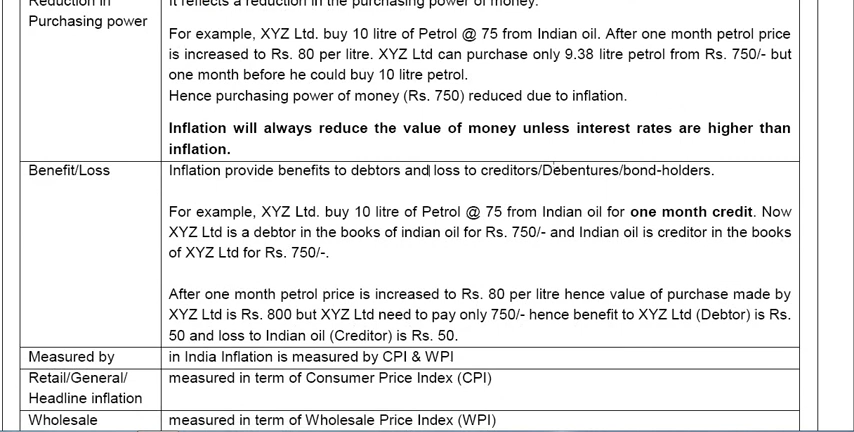 Reduction in
It reflects a reduction in the purchasing power of money.
Purchasing power
For example, XYZ Ltd. buy 10 litre of Petrol @ 75 from Indian oil. After one month petrol price
is increased to Rs. 80 per litre. XYZ Ltd can purchase only 9.38 litre petrol from Rs. 750/- but
one month before he could buy 10 litre petrol.
Hence purchasing power of money (Rs. 750) reduced due to inflation.
Inflation will always reduce the value of money unless interest rates are higher than
inflation.
Benefit/Loss
Inflation provide benefits to debtors and loss to creditors/Debentures/bond-holders.
For example, XYZ Ltd. buy 10 litre of Petrol @ 75 from Indian oil for one month credit. Now
XYZ Ltd is a debtor in the books of indian oil for Rs. 750/- and Indian oil is creditor in the books
of XYZ Ltd for Rs. 750/-.
After one month petrol price is increased to Rs. 80 per litre hence value of purchase made by
XYZ Ltd is Rs. 800 but XYZ Ltd need to pay only 750/- hence benefit to XYZ Ltd (Debtor) is Rs.
50 and loss to Indian oil (Creditor) is Rs. 50.
Measured by
in India Inflation is measured by CPI & WPI
Retail/General/
Headline inflation
measured in term of Consumer Price Index (CPI)
Wholesale
measured in term of Wholesale Price Index (WPI)